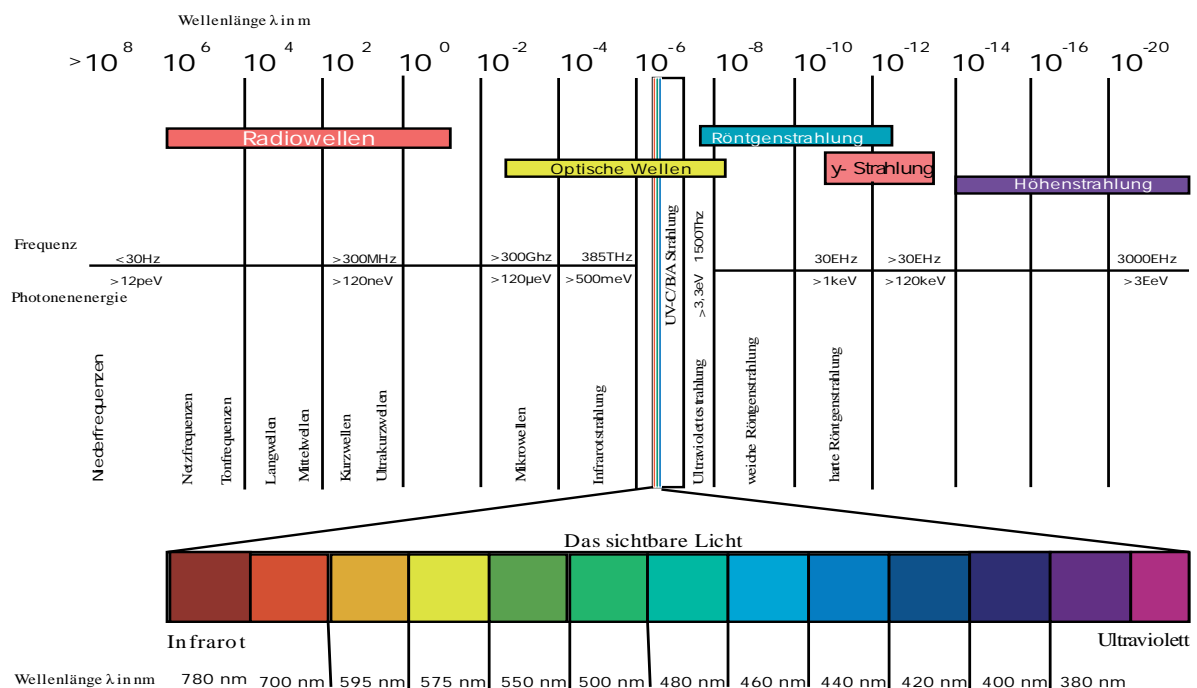 Wellenlänge λ in m
>10^8 10^6 10^4 10^2 10^0 10^-2 10^-4 10^-6 10^-8 10^-10 10^-12 10^-14 10^-16 10^-20
Radiowellen
Röntgenstrahlung
Optische Wellen
y- Strahlung
Höhenstrahlung
Frequenz
<30Hz >300MHz >300Ghz 385THz 1500Thz 30EHz >30EHz 3000EHz
Photonenenergie
>12peV >120neV >120µeV >500meV >3,3eV >1keV >120keV >3EeV
UV-C/B/A Strahlung
Niederfrequenzen
Netzfrequenzen
Tonfrequenzen
Langwellen
Mittelwellen
Kurzwellen
Ultrakurzwellen
Mikrowellen
Infrarotstrahlung
Ultraviolettestrahlung
weiche Röntgenstrahlung
harte Röntgenstrahlung
Das sichtbare Licht
Infrarot Ultraviolett
Wellenlänge λ in nm 780 nm 700 nm 595 nm 575 nm 550 nm 500 nm 480 nm 460 nm 440 nm 420 nm 400 nm 380 nm